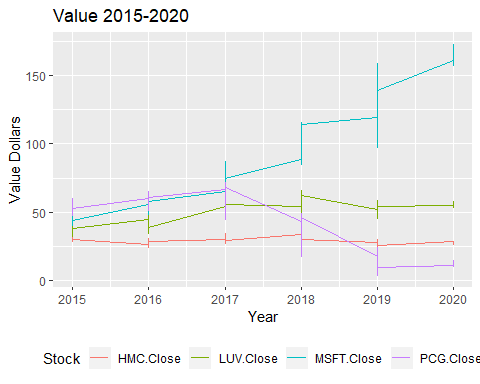 Value 2015-2020
Value Dollars
150
100
50
0
2015 2016 2017 2018 2019 2020
Year
Stock HMC.Close LUV.Close MSFT.Close PCG.Close